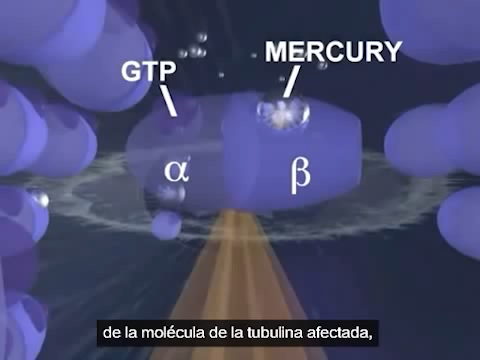 MERCURY
GTP
α
β
de la molécula de la tubulina afectada,